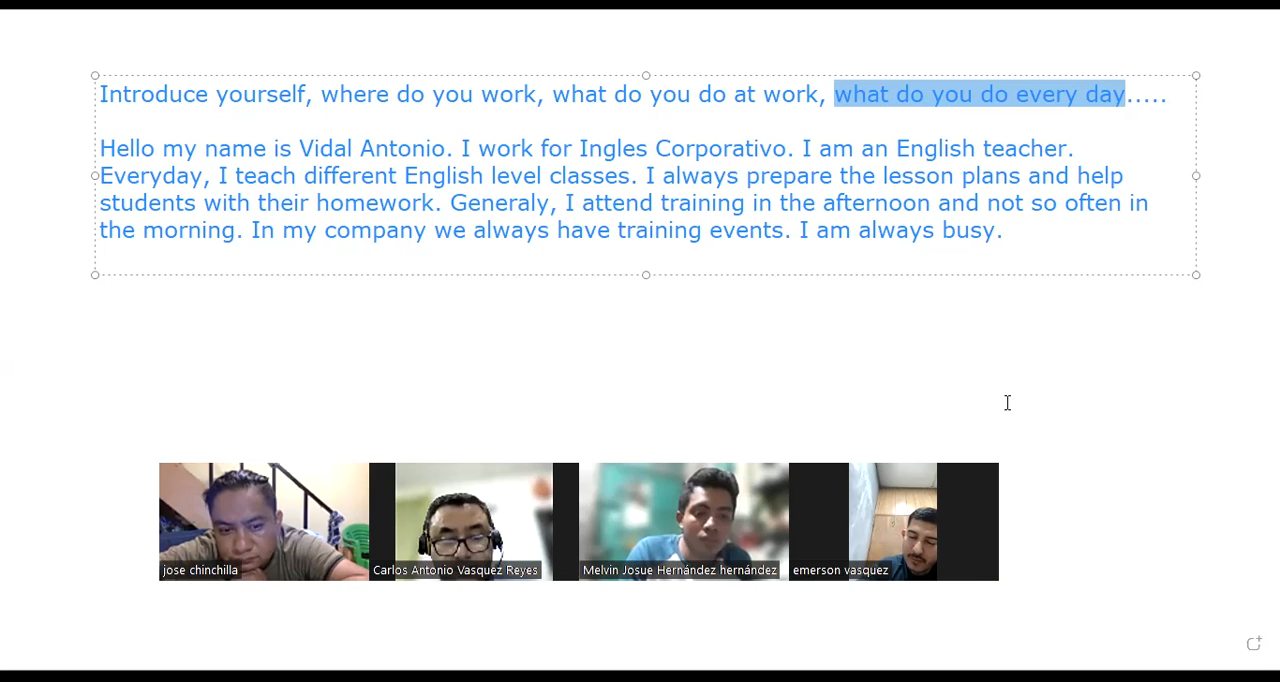 Introduce yourself, where do you work, what do you do at work, what do you do every day.....
Hello my name is Vidal Antonio. I work for Ingles Corporativo. I am an English teacher.
Everyday, I teach different English level classes. I always prepare the lesson plans and help
students with their homework. Generaly, I attend training in the afternoon and not so often in
the morning. In my company we always have training events. I am always busy.
jose chinchilla
Carlos Antonio Vasquez Reyes
Melvin Josue Hernández hernández
emerson vasquez